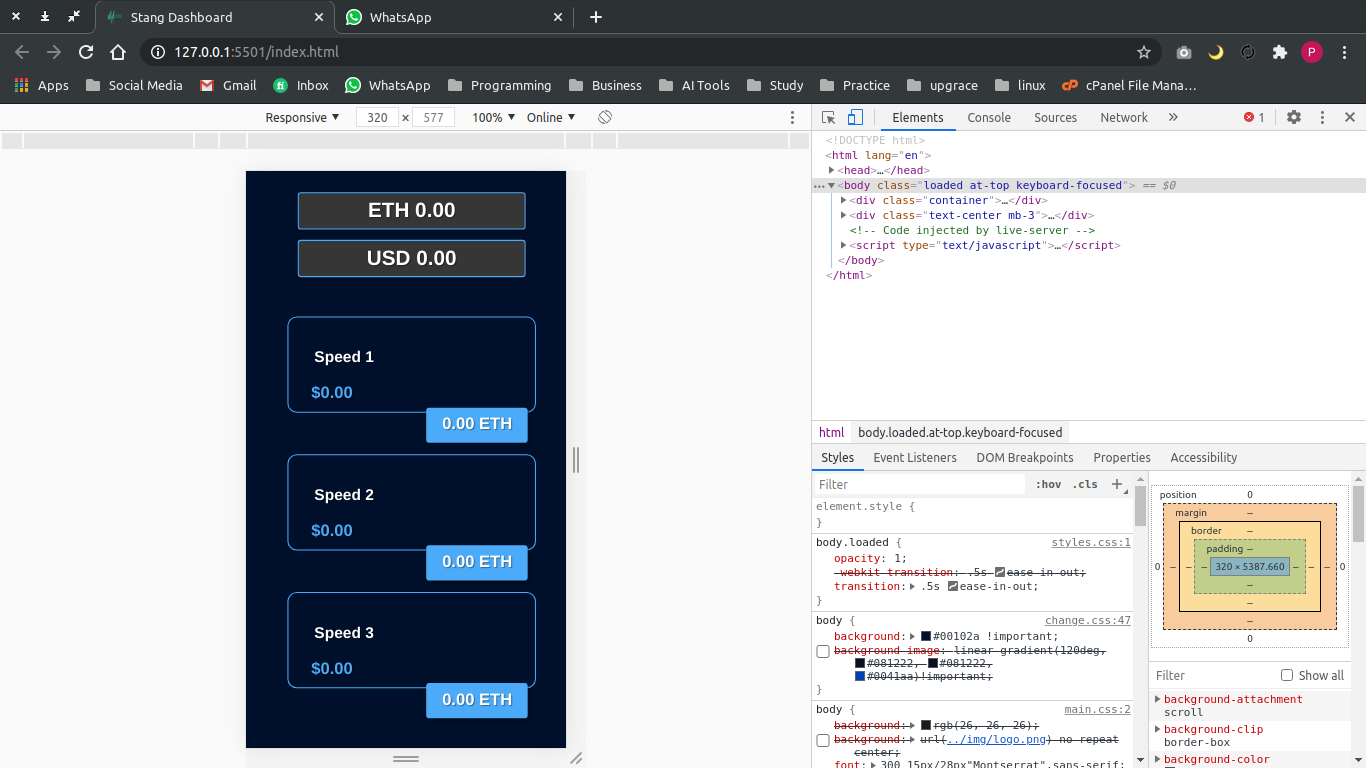 Stang Dashboard
WhatsApp
127.0.0.1:5501/index.html
P
Apps Social Media Gmail fi Inbox WhatsApp Programming Business AI Tools Study Practice upgrace linux cP cPanel File Mana…
Responsive ▼ 320 × 577 100% ▼ Online ▼
ETH 0.00
USD 0.00
Speed 1
$0.00
0.00 ETH
Speed 2
$0.00
0.00 ETH
Speed 3
$0.00
0.00 ETH
Elements Console Sources Network » 1
<!DOCTYPE html>
<html lang="en">
<head>…</head>
<body class="loaded at-top keyboard-focused"> == $0
<div class="container">…</div>
<div class="text-center mb-3">…</div>
<!-- Code injected by live-server -->
<script type="text/javascript">…</script>
</body>
</html>
html body.loaded.at-top.keyboard-focused
Styles Event Listeners DOM Breakpoints Properties Accessibility
Filter :hov .cls +
element.style {
}
body.loaded { styles.css:1
opacity: 1;
-webkit-transition: .5s ease-in-out;
transition: .5s ease-in-out;
}
body { change.css:47
background: #00102a !important;
background-image: linear-gradient(120deg,
#081222, #081222,
#0041aa)!important;
}
body { main.css:2
background: rgb(26, 26, 26);
background: url(../img/logo.png) no-repeat
center;
font: 300 15px/28px"Montserrat",sans-serif;
position 0
margin –
border –
padding –
0 – – – 320 × 5387.660 – – – 0
–
–
–
0
Filter Show all
background-attachment
scroll
background-clip
border-box
background-color